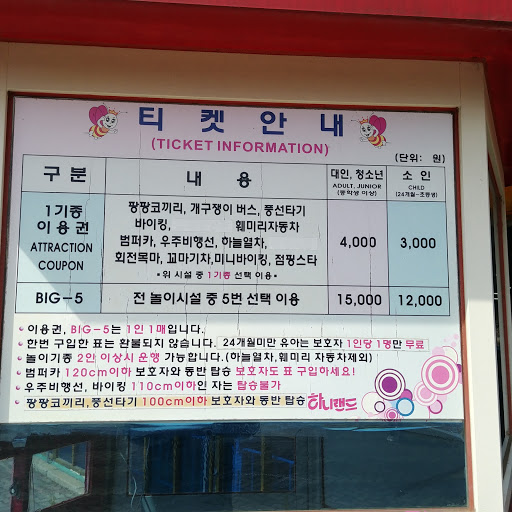 티켓안내
(TICKET INFORMATION)
(단위: 원)
구분 내용 대인, 청소년 ADULT, JUNIOR (중학생 이상) 소인 CHILD (24개월~초등생)
1기종 이용권 ATTRACTION COUPON
팡팡코끼리, 개구쟁이 버스, 풍선타기
바이킹, 웨미리자동차
범퍼카, 우주비행선, 하늘열차,
회전목마, 꼬마기차, 미니바이킹, 점핑스타
* 위 시설 중 1기종 선택 이용 *
4,000 3,000
BIG-5 전 놀이시설 중 5번 선택 이용 15,000 12,000
• 이용권, BIG-5는 1인 1매입니다.
• 한번 구입한 표는 환불되지 않습니다. 24개월미만 유아는 보호자 1인당 1명만 무료
• 놀이기종 2인 이상시 운행 가능합니다.(하늘열차,웨미리 자동차제외)
• 범퍼카 120cm이하 보호자와 동반 탑승 보호자도 표 구입하세요!
• 우주비행선, 바이킹 110cm이하인 자는 탑승불가
• 팡팡코끼리,풍선타기 100cm이하 보호자와 동반 탑승 하니랜드